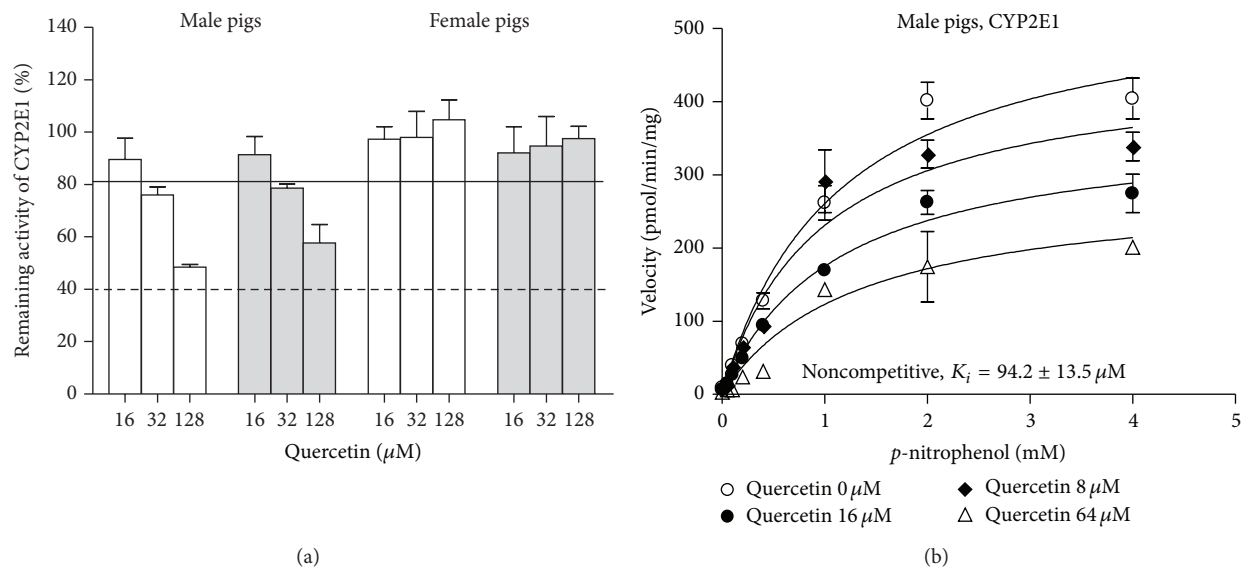 Male pigs Female pigs
Remaining activity of CYP2E1 (%)
140
120
100
80
60
40
20
0
16 32 128 16 32 128 16 32 128 16 32 128
Quercetin (μM)
(a)
Male pigs, CYP2E1
Velocity (pmol/min/mg)
500
400
300
200
100
0
Noncompetitive, Ki = 94.2 ± 13.5 μM
0 1 2 3 4 5
p-nitrophenol (mM)
Quercetin 0 μM
Quercetin 16 μM
Quercetin 8 μM
Quercetin 64 μM
(b)